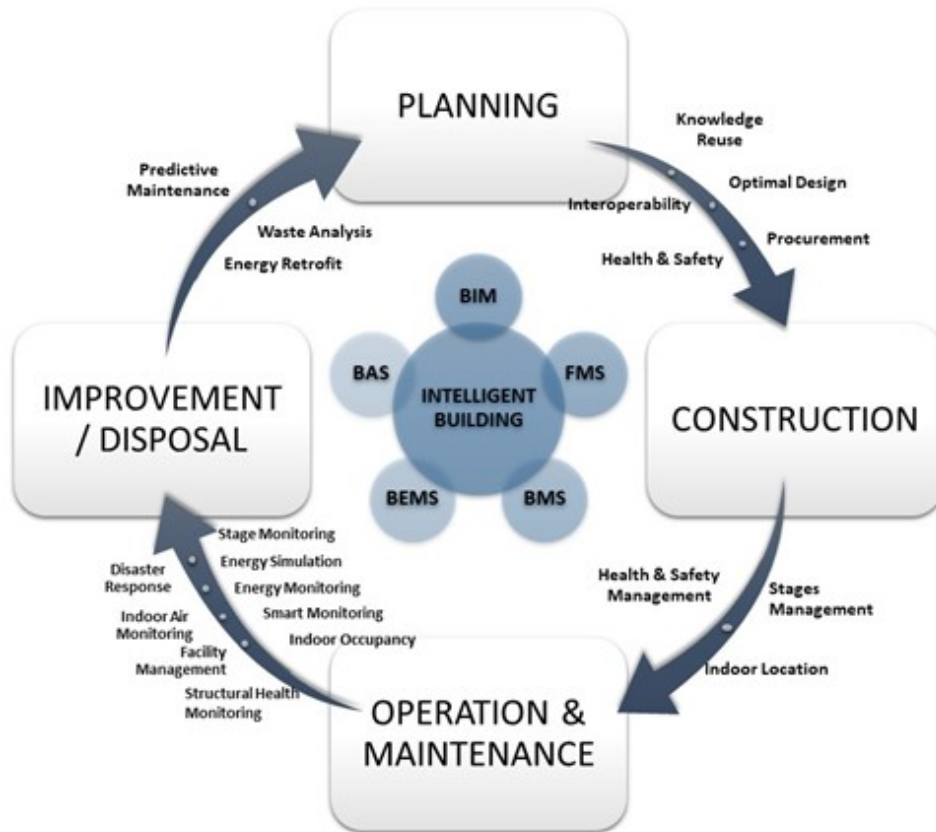 PLANNING
Knowledge
Reuse
Optimal Design
Interoperability
Procurement
Health & Safety
Predictive
Maintenance
Waste Analysis
Energy Retrofit
BIM
BAS
FMS
INTELLIGENT
BUILDING
BEMS
BMS
IMPROVEMENT
/ DISPOSAL
CONSTRUCTION
Stage Monitoring
Energy Simulation
Disaster
Response
Energy Monitoring
Indoor Air
Monitoring
Smart Monitoring
Facility
Management
Indoor Occupancy
Structural Health
Monitoring
Health & Safety
Management
Stages
Management
Indoor Location
OPERATION &
MAINTENANCE